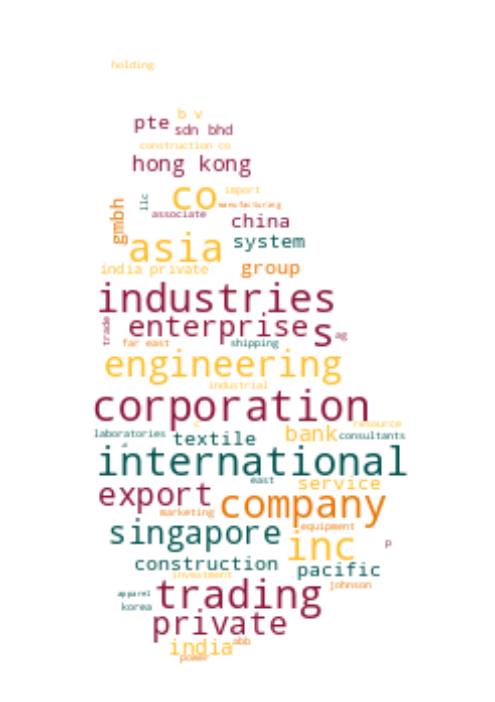 holding
b v
pte
sdn bhd
construction co
hong kong
import
llc
co
manufacturing
associate
gmbh
china
asia
system
india private
group
industries
trade
enterprises
s
ag
far east
shipping
engineering
industrial
corporation
c
resource
laboratories
textile
bank
consultants
international
east
service
export
company
marketing
equipment
singapore
inc
p
construction
pacific
investment
johnson
apparel
trading
korea
private
abb
india
power